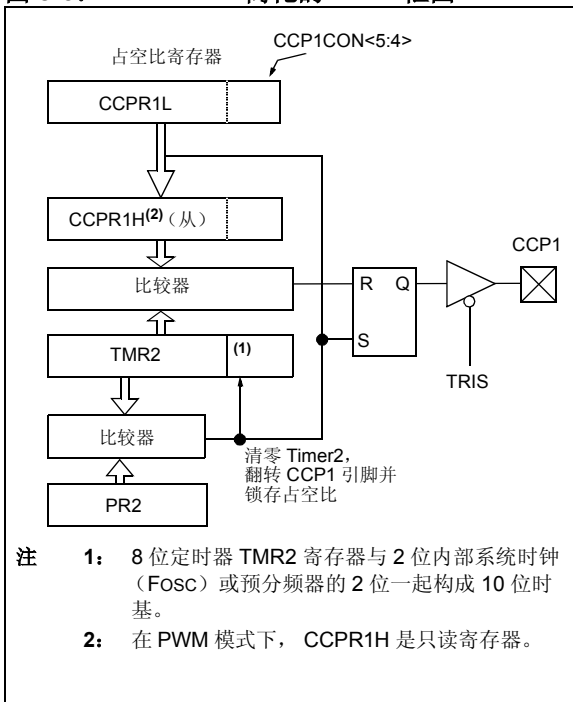 CCP1CON<5:4>
占空比寄存器
CCPR1L
CCPR1H(2)（从）
CCP1
比较器
R Q
TMR2
(1)
S
TRIS
比较器
清零 Timer2，
翻转 CCP1 引脚并
锁存占空比
PR2
注 1： 8 位定时器 TMR2 寄存器与 2 位内部系统时钟
（FOSC）或预分频器的 2 位一起构成 10 位时
基。
2： 在 PWM 模式下， CCPR1H 是只读寄存器。